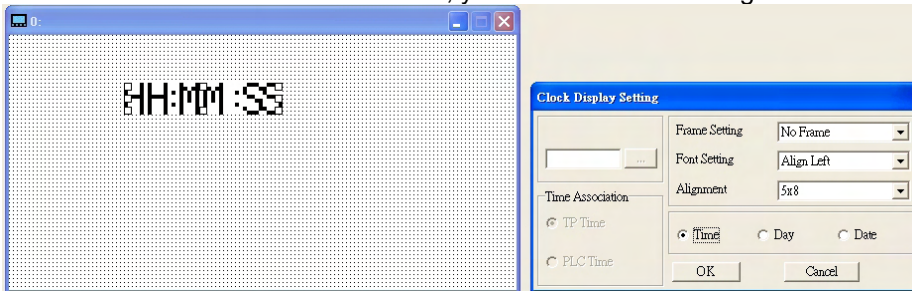 0:
HH:MM :SS
Clock Display Setting
Frame Setting No Frame
Font Setting Align Left
...
Alignment 5x8
Time Association
TP Time
Time Day Date
PLC Time
OK Cancel